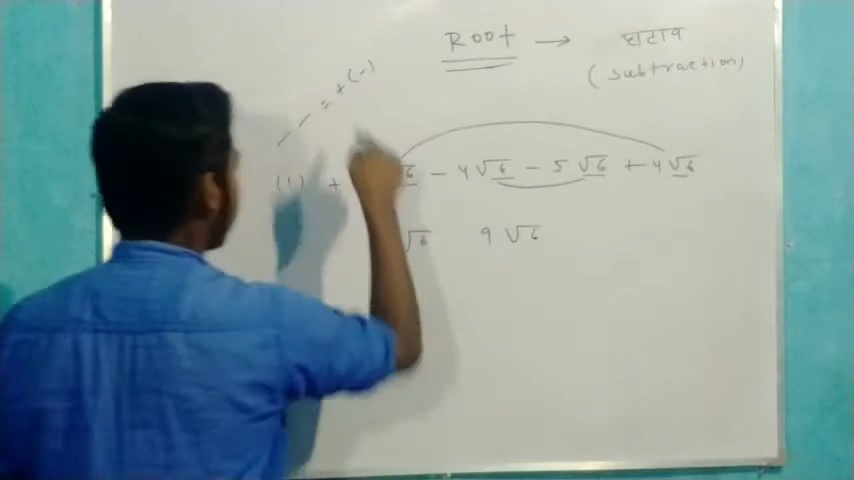 Root → घटाव
(subtraction)
- - = + (-)
(1) + √6 - 4√6 - 5√6 + 4√6
√6 9√6